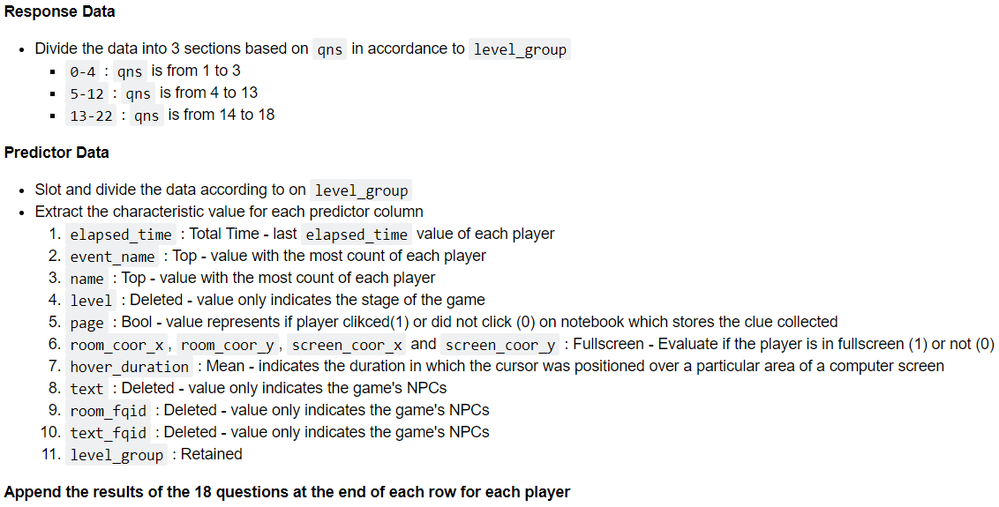 Response Data
• Divide the data into 3 sections based on qns in accordance to level_group
▪ 0-4 : qns is from 1 to 3
▪ 5-12 : qns is from 4 to 13
▪ 13-22 : qns is from 14 to 18
Predictor Data
• Slot and divide the data according to on level_group
• Extract the characteristic value for each predictor column
1. elapsed_time : Total Time - last elapsed_time value of each player
2. event_name : Top - value with the most count of each player
3. name : Top - value with the most count of each player
4. level : Deleted - value only indicates the stage of the game
5. page : Bool - value represents if player clikced(1) or did not click (0) on notebook which stores the clue collected
6. room_coor_x, room_coor_y, screen_coor_x and screen_coor_y : Fullscreen - Evaluate if the player is in fullscreen (1) or not (0)
7. hover_duration : Mean - indicates the duration in which the cursor was positioned over a particular area of a computer screen
8. text : Deleted - value only indicates the game's NPCs
9. room_fqid : Deleted - value only indicates the game's NPCs
10. text_fqid : Deleted - value only indicates the game's NPCs
11. level_group : Retained
Append the results of the 18 questions at the end of each row for each player